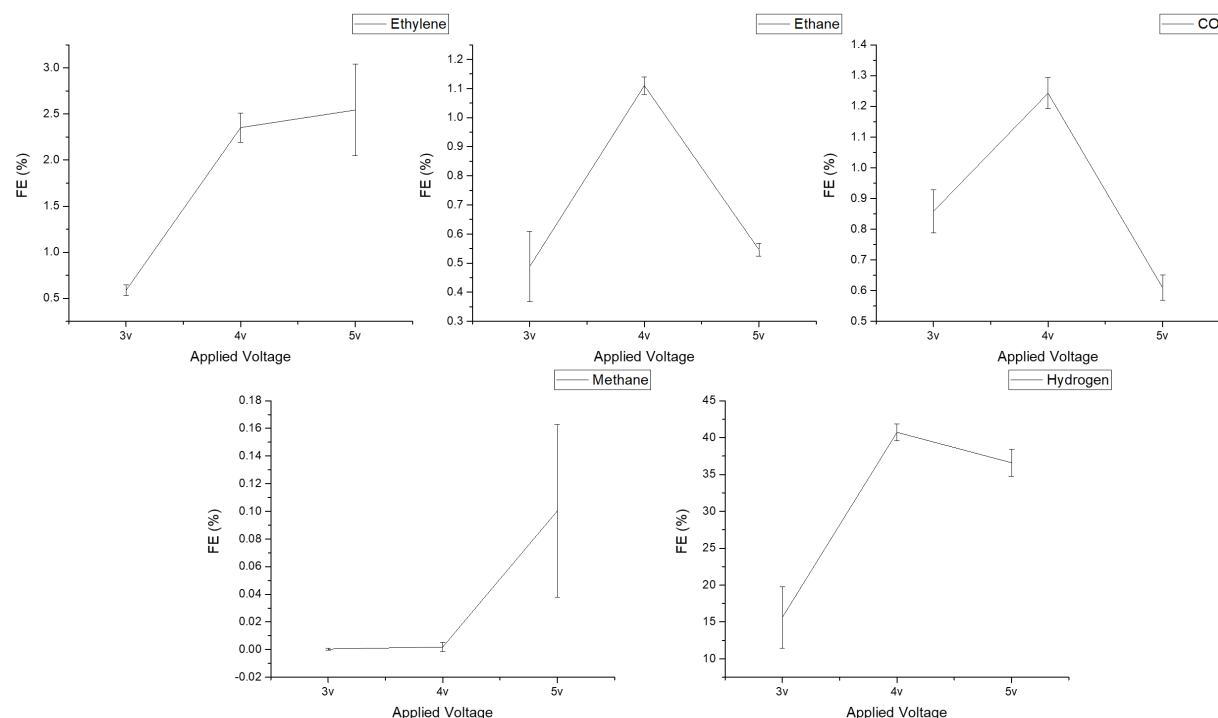 Ethylene
3.0
2.5
2.0
1.5
1.0
0.5
FE (%)
3v 4v 5v
Applied Voltage
Ethane
1.2
1.1
1.0
0.9
0.8
0.7
0.6
0.5
0.4
0.3
FE (%)
3v 4v 5v
Applied Voltage
CO
1.4
1.3
1.2
1.1
1.0
0.9
0.8
0.7
0.6
0.5
FE (%)
3v 4v 5v
Applied Voltage
Methane
0.18
0.16
0.14
0.12
0.10
0.08
0.06
0.04
0.02
0.00
-0.02
FE (%)
3v 4v 5v
Applied Voltage
Hydrogen
45
40
35
30
25
20
15
10
FE (%)
3v 4v 5v
Applied Voltage